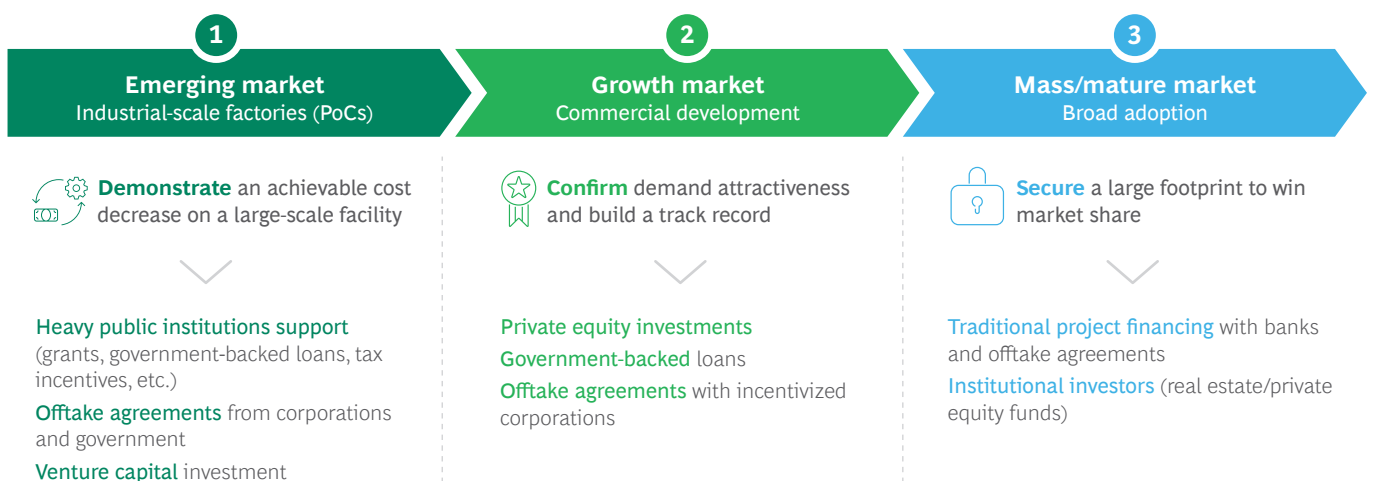 1
Emerging market
Industrial-scale factories (PoCs)
Demonstrate an achievable cost
decrease on a large-scale facility
Heavy public institutions support
(grants, government-backed loans, tax
incentives, etc.)
Offtake agreements from corporations
and government
Venture capital investment
2
Growth market
Commercial development
Confirm demand attractiveness
and build a track record
Private equity investments
Government-backed loans
Offtake agreements with incentivized
corporations
3
Mass/mature market
Broad adoption
Secure a large footprint to win
market share
Traditional project financing with banks
and offtake agreements
Institutional investors (real estate/private
equity funds)